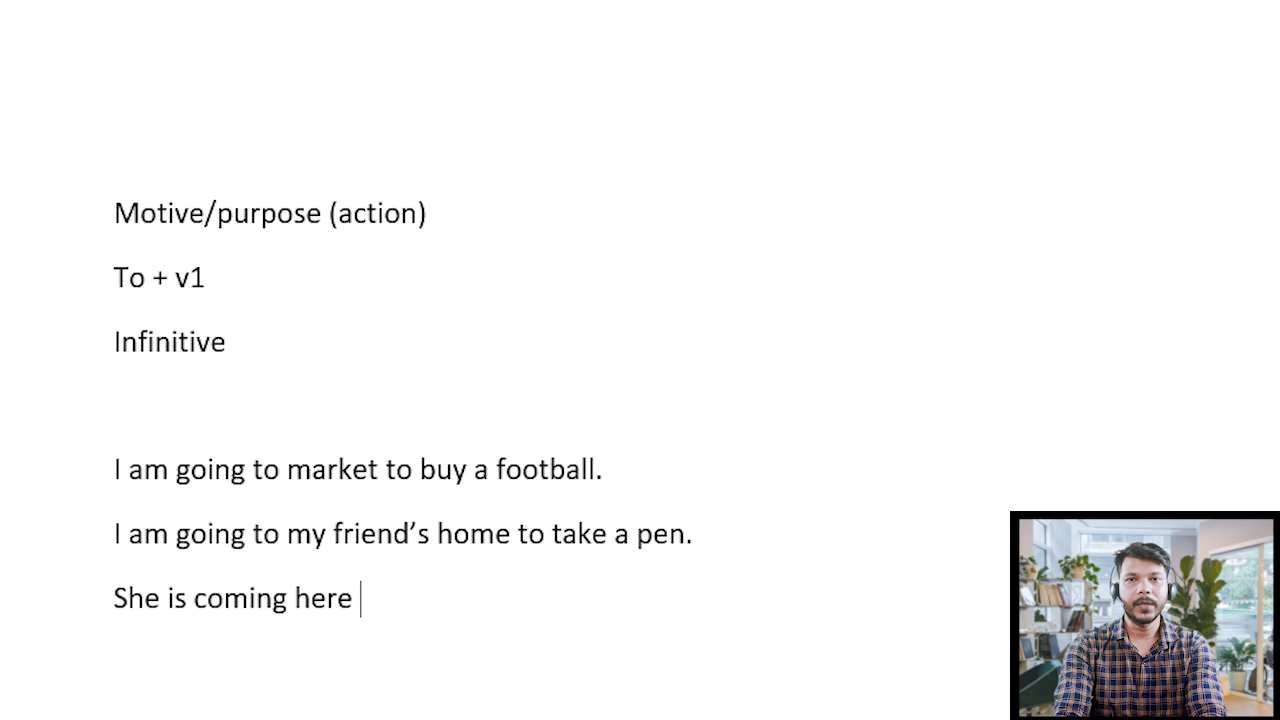 Motive/purpose (action)
To + v1
Infinitive
I am going to market to buy a football.
I am going to my friend’s home to take a pen.
She is coming here